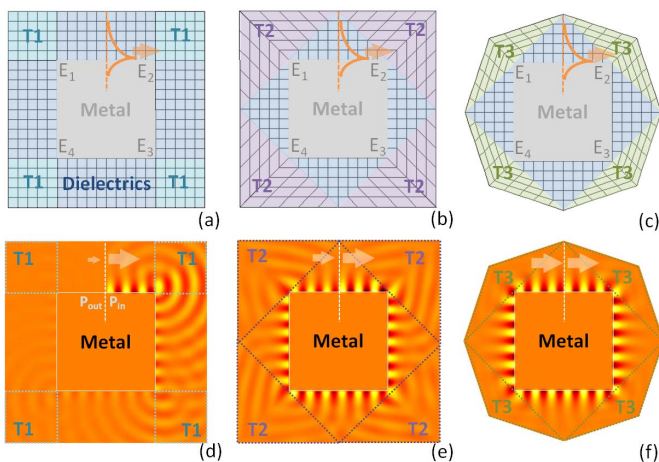 T1 T1
E1 E2
Metal
E4 E3
T1 Dielectrics T1
(a)
T2 T2
E1 E2
Metal
E4 E3
T2 T2
(b)
T3
E1 E2
Metal
E4 E3
T3 T3
(c)
T1 T1
Pout Pin
Metal
T1 T1
(d)
T2 T2
Metal
T2 T2
(e)
T3
Metal
T3 T3
(f)